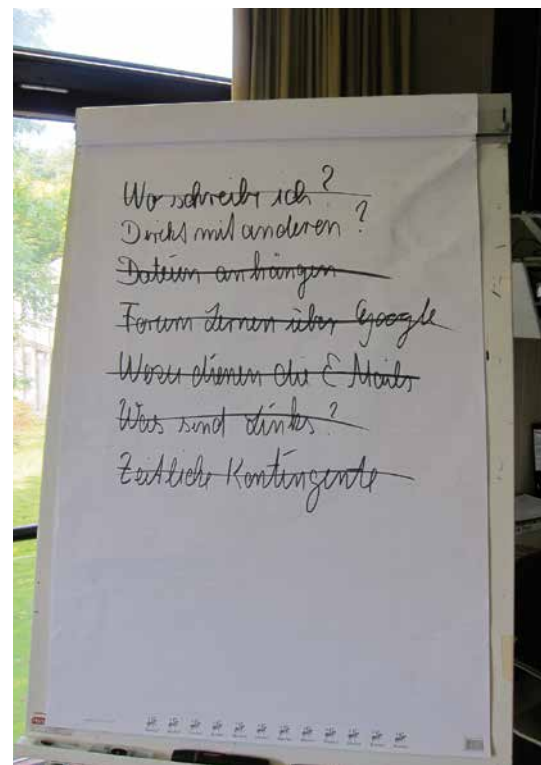 Wo schreibe ich?
Direkt mit anderen?
Dateien anhängen
Forum Lernen über Google
Wozu dienen die E Mails
Was sind Links?
Zeitliche Kontingente